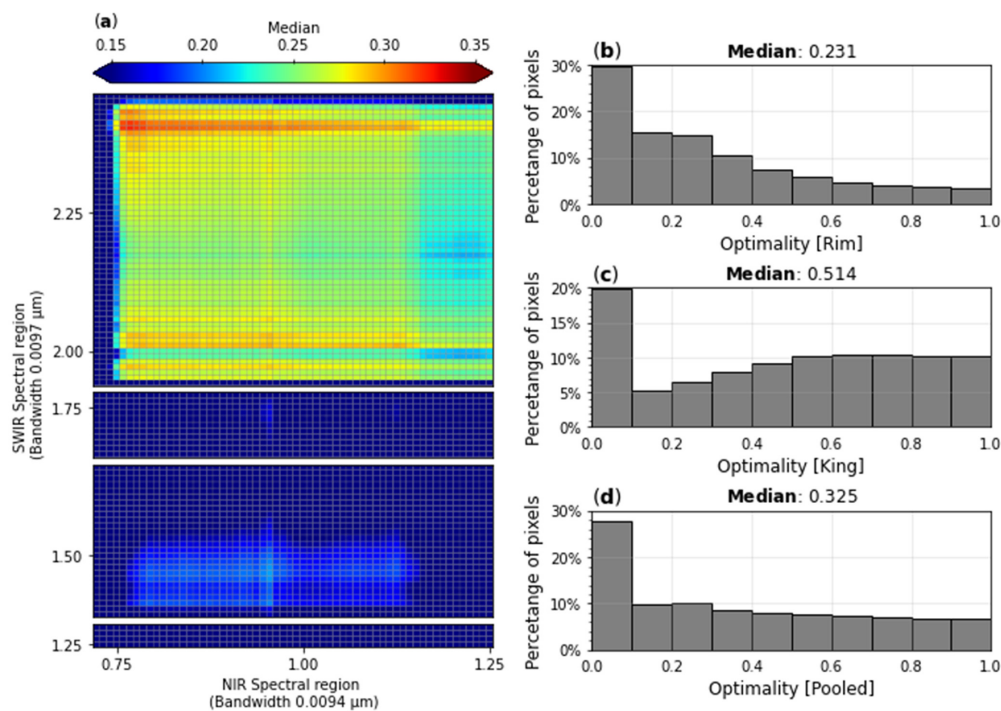 (a)
Median
0.15 0.20 0.25 0.30 0.35
2.25
2.00
1.75
1.50
1.25
SWIR Spectral region
(Bandwidth 0.0097 μm)
0.75 1.00 1.25
NIR Spectral region
(Bandwidth 0.0094 μm)
(b)
Median: 0.231
30%
20%
10%
0%
Percetange of pixels
0.0 0.2 0.4 0.6 0.8 1.0
Optimality [Rim]
(c)
Median: 0.514
20%
15%
10%
5%
0%
Percetange of pixels
0.0 0.2 0.4 0.6 0.8 1.0
Optimality [King]
(d)
Median: 0.325
30%
20%
10%
0%
Percetange of pixels
0.0 0.2 0.4 0.6 0.8 1.0
Optimality [Pooled]